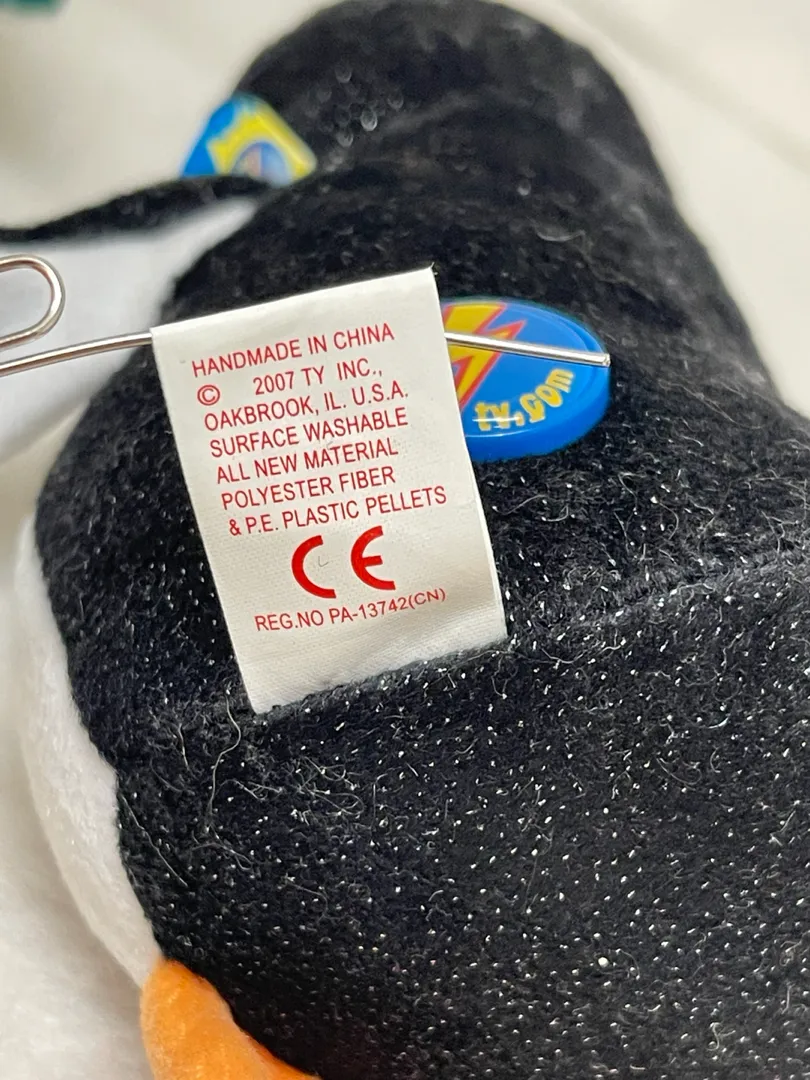 HANDMADE IN CHINA
© 2007 TY INC.,
OAKBROOK, IL. U.S.A.
SURFACE WASHABLE
ALL NEW MATERIAL
POLYESTER FIBER
& P.E. PLASTIC PELLETS
CE
REG.NO PA-13742(CN)
ty.com